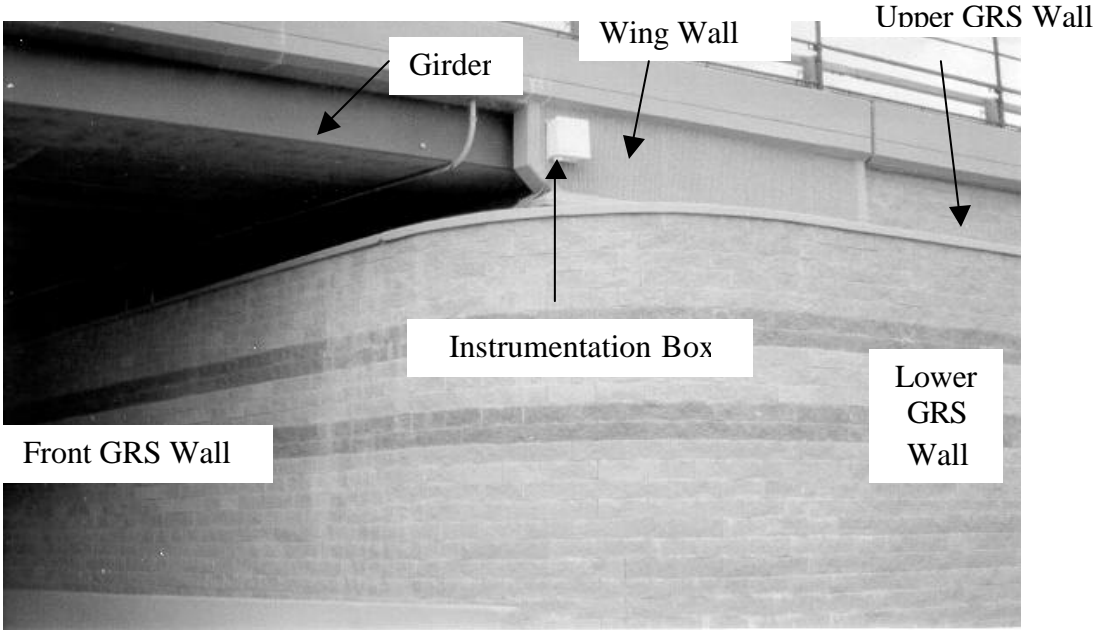 Upper GRS Wall
Wing Wall
Girder
Instrumentation Box
Lower
GRS
Wall
Front GRS Wall